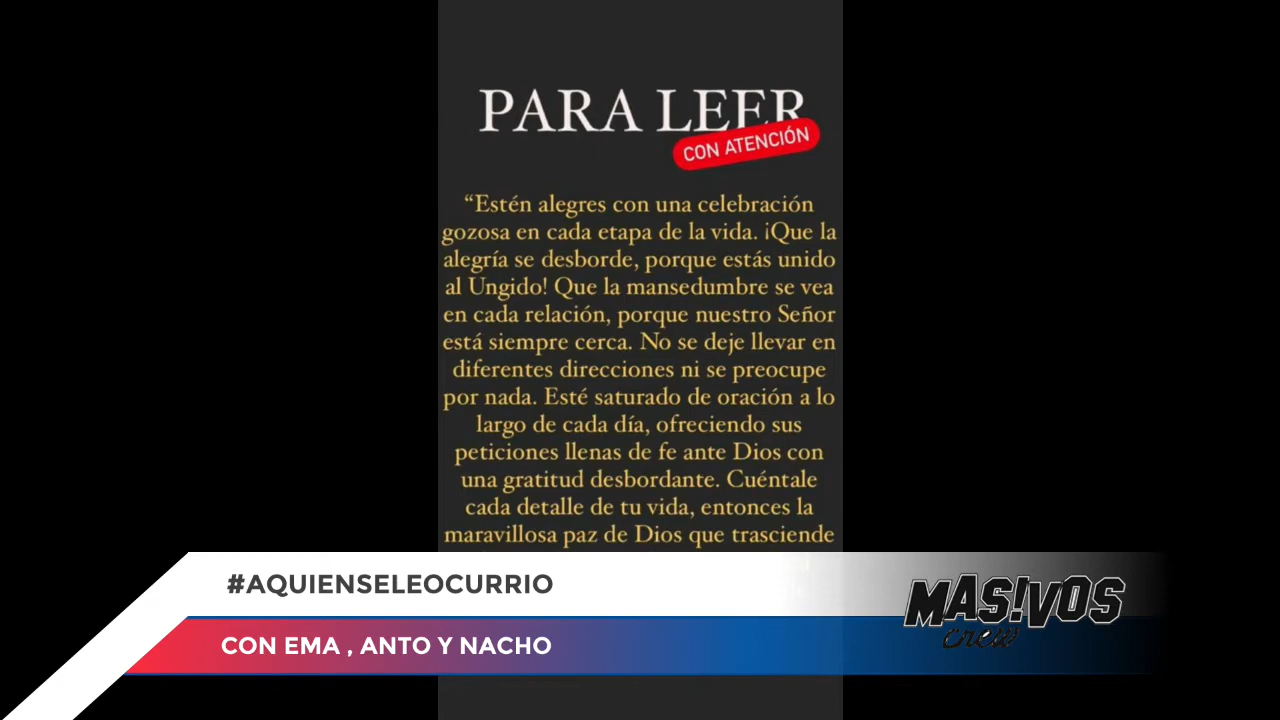 PARA LEER
CON ATENCIÓN
“Estén alegres con una celebración
gozosa en cada etapa de la vida. ¡Que la
alegría se desborde, porque estás unido
al Ungido! Que la mansedumbre se vea
en cada relación, porque nuestro Señor
está siempre cerca. No se deje llevar en
diferentes direcciones ni se preocupe
por nada. Esté saturado de oración a lo
largo de cada día, ofreciendo sus
peticiones llenas de fe ante Dios con
una gratitud desbordante. Cuéntale
cada detalle de tu vida, entonces la
maravillosa paz de Dios que trasciende
#AQUIENSELEOCURRIO
CON EMA , ANTO Y NACHO
MAS!VOS
crew